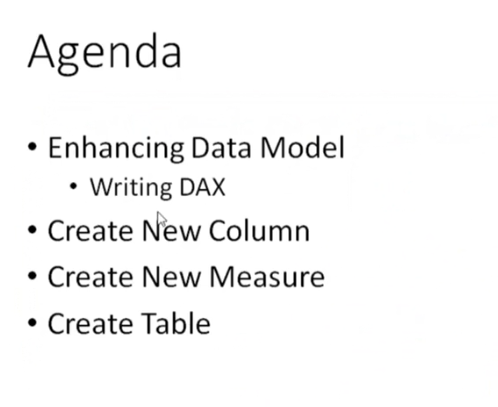 Agenda
• Enhancing Data Model
• Writing DAX
• Create New Column
• Create New Measure
• Create Table